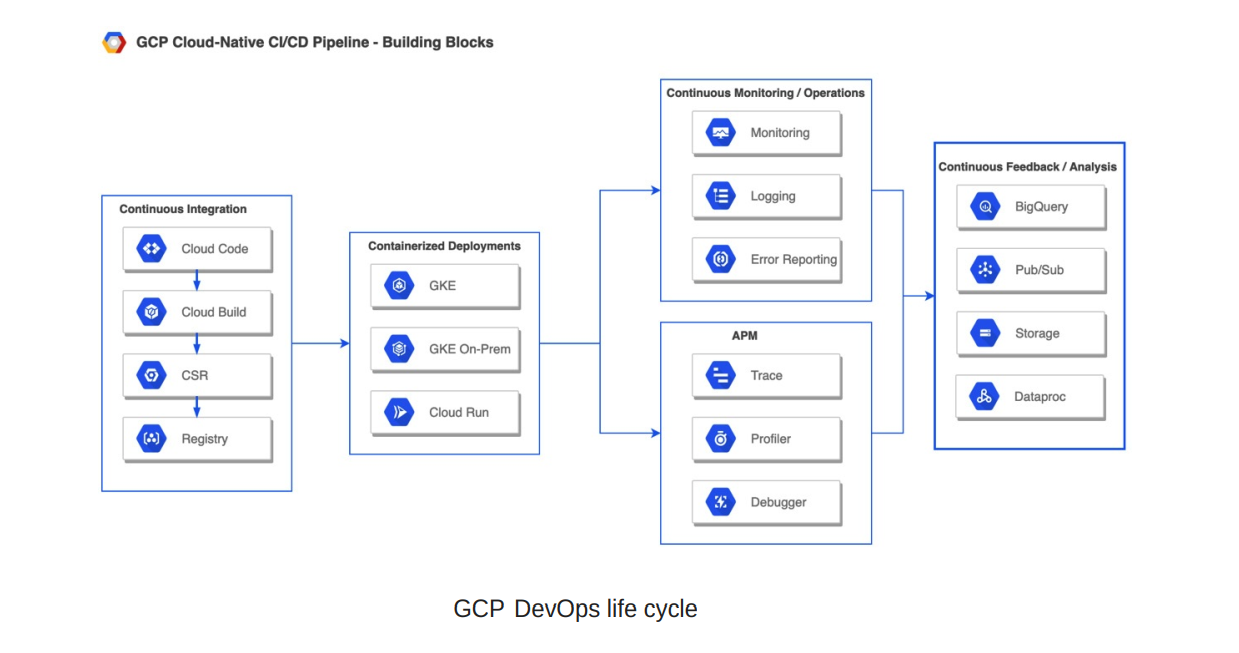 GCP Cloud-Native CI/CD Pipeline - Building Blocks
Continuous Integration
Cloud Code
Cloud Build
CSR
Registry
Containerized Deployments
GKE
GKE On-Prem
Cloud Run
Continuous Monitoring / Operations
Monitoring
Logging
Error Reporting
APM
Trace
Profiler
Debugger
Continuous Feedback / Analysis
BigQuery
Pub/Sub
Storage
Dataproc
GCP DevOps life cycle